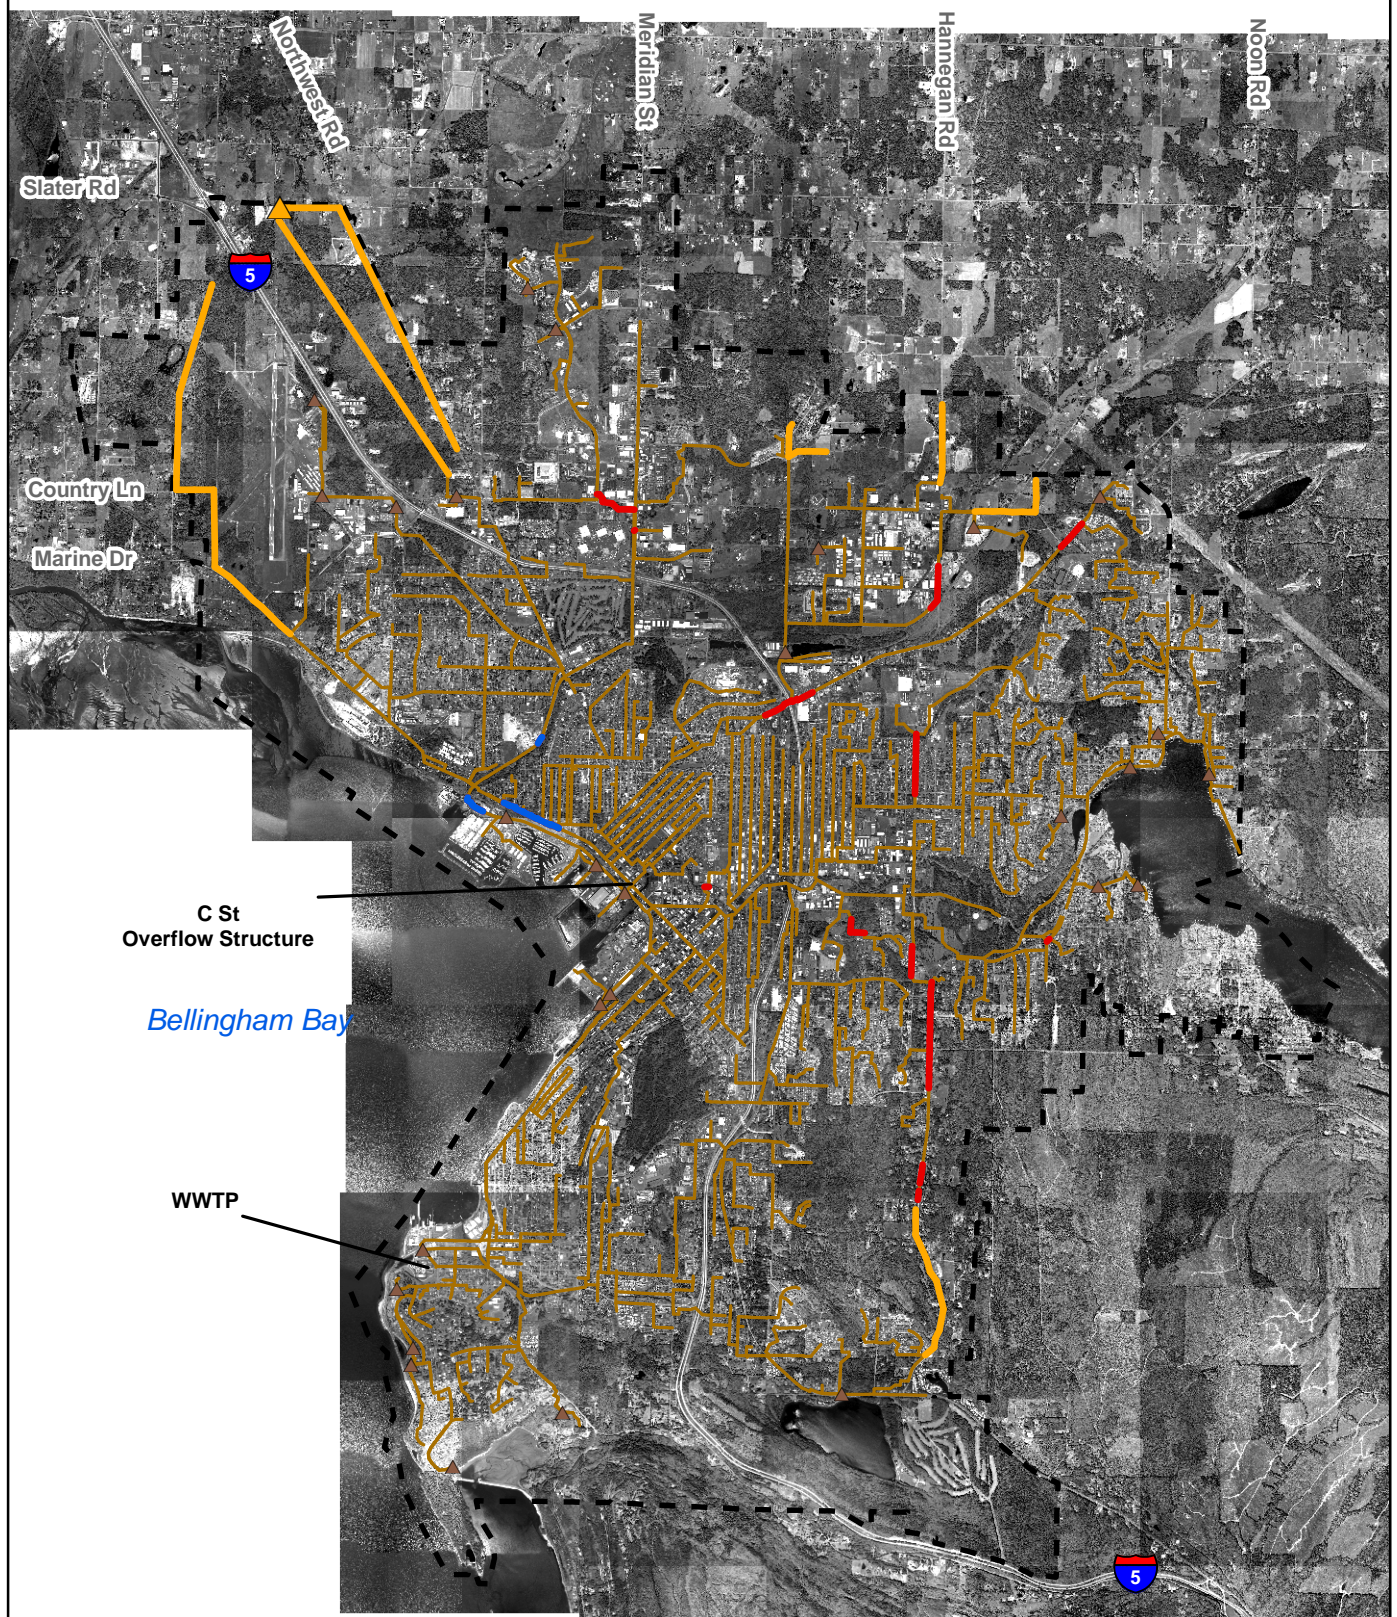 Northwest Rd
Meridian St
Hannegan Rd
Noon Rd
Slater Rd
5
Country Ln
Marine Dr
C St
Overflow Structure
Bellingham Bay
WWTP
5